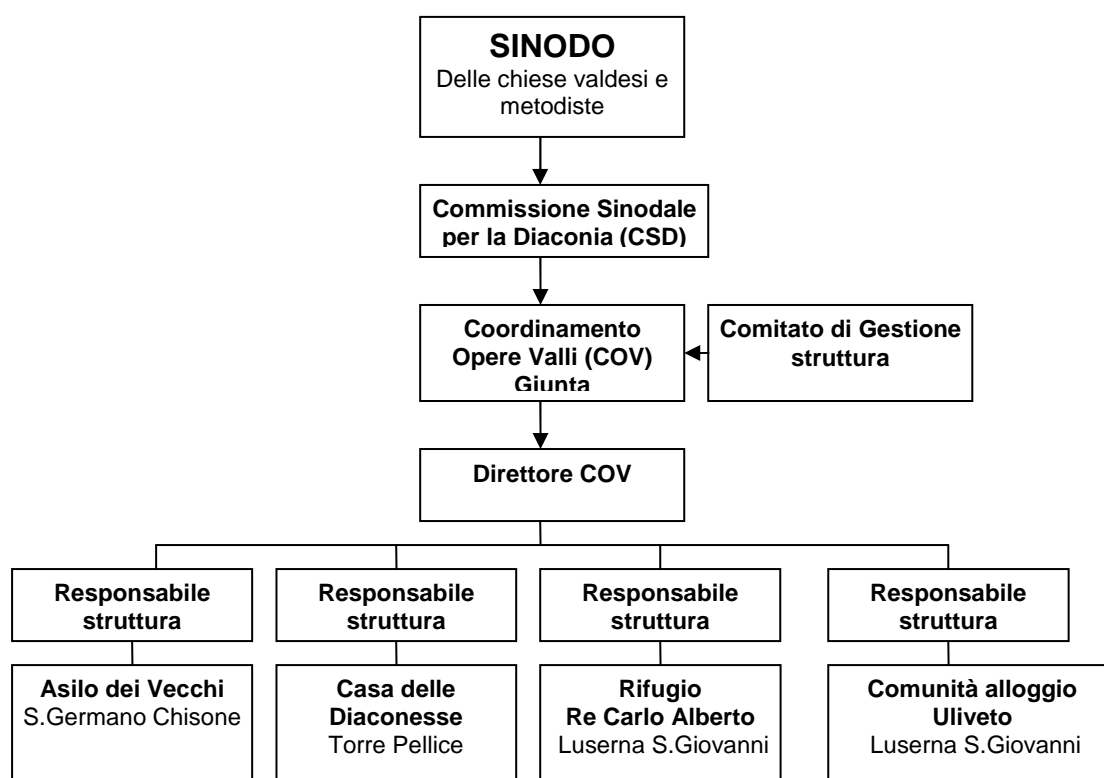 SINODO
Delle chiese valdesi e
metodiste
Commissione Sinodale
per la Diaconia (CSD)
Coordinamento
Opere Valli (COV)
Giunta
Comitato di Gestione
struttura
Direttore COV
Responsabile
struttura
Responsabile
struttura
Responsabile
struttura
Responsabile
struttura
Asilo dei Vecchi
S.Germano Chisone
Casa delle
Diaconesse
Torre Pellice
Rifugio
Re Carlo Alberto
Luserna S.Giovanni
Comunità alloggio
Uliveto
Luserna S.Giovanni